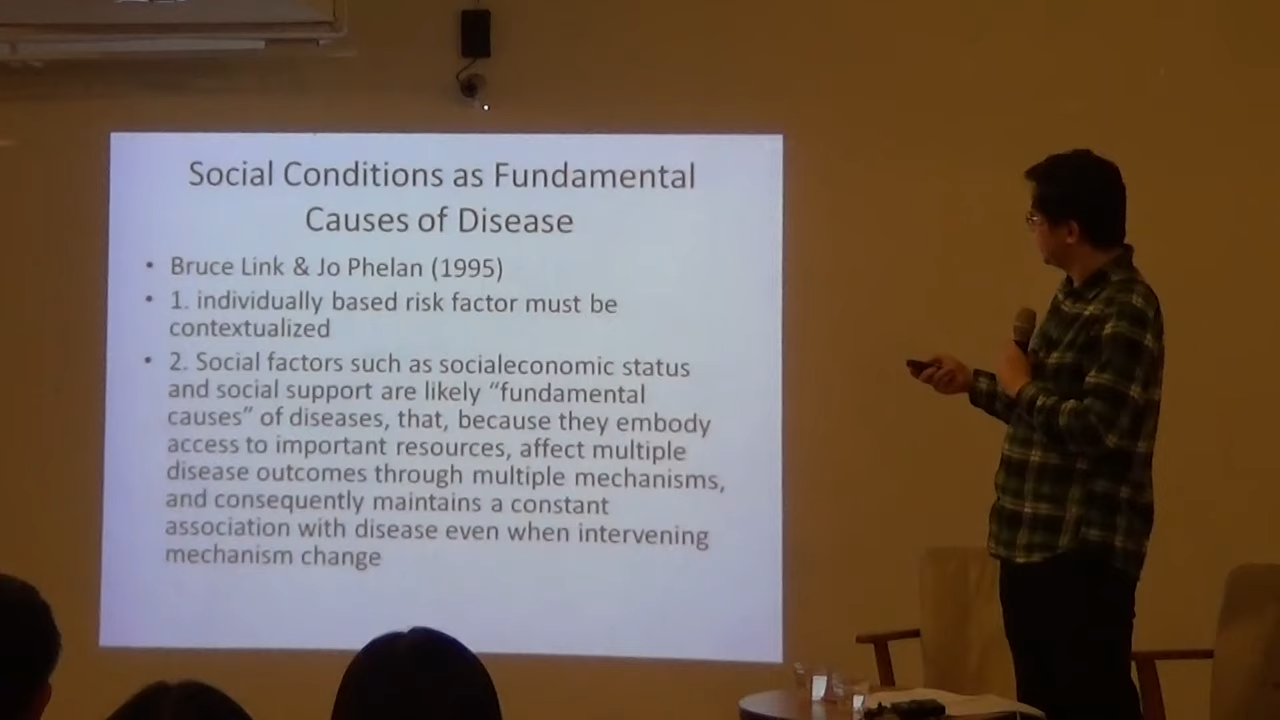 Social Conditions as Fundamental
Causes of Disease
• Bruce Link & Jo Phelan (1995)
• 1. individually based risk factor must be
contextualized
• 2. Social factors such as socialeconomic status
and social support are likely “fundamental
causes” of diseases, that, because they embody
access to important resources, affect multiple
disease outcomes through multiple mechanisms,
and consequently maintains a constant
association with disease even when intervening
mechanism change